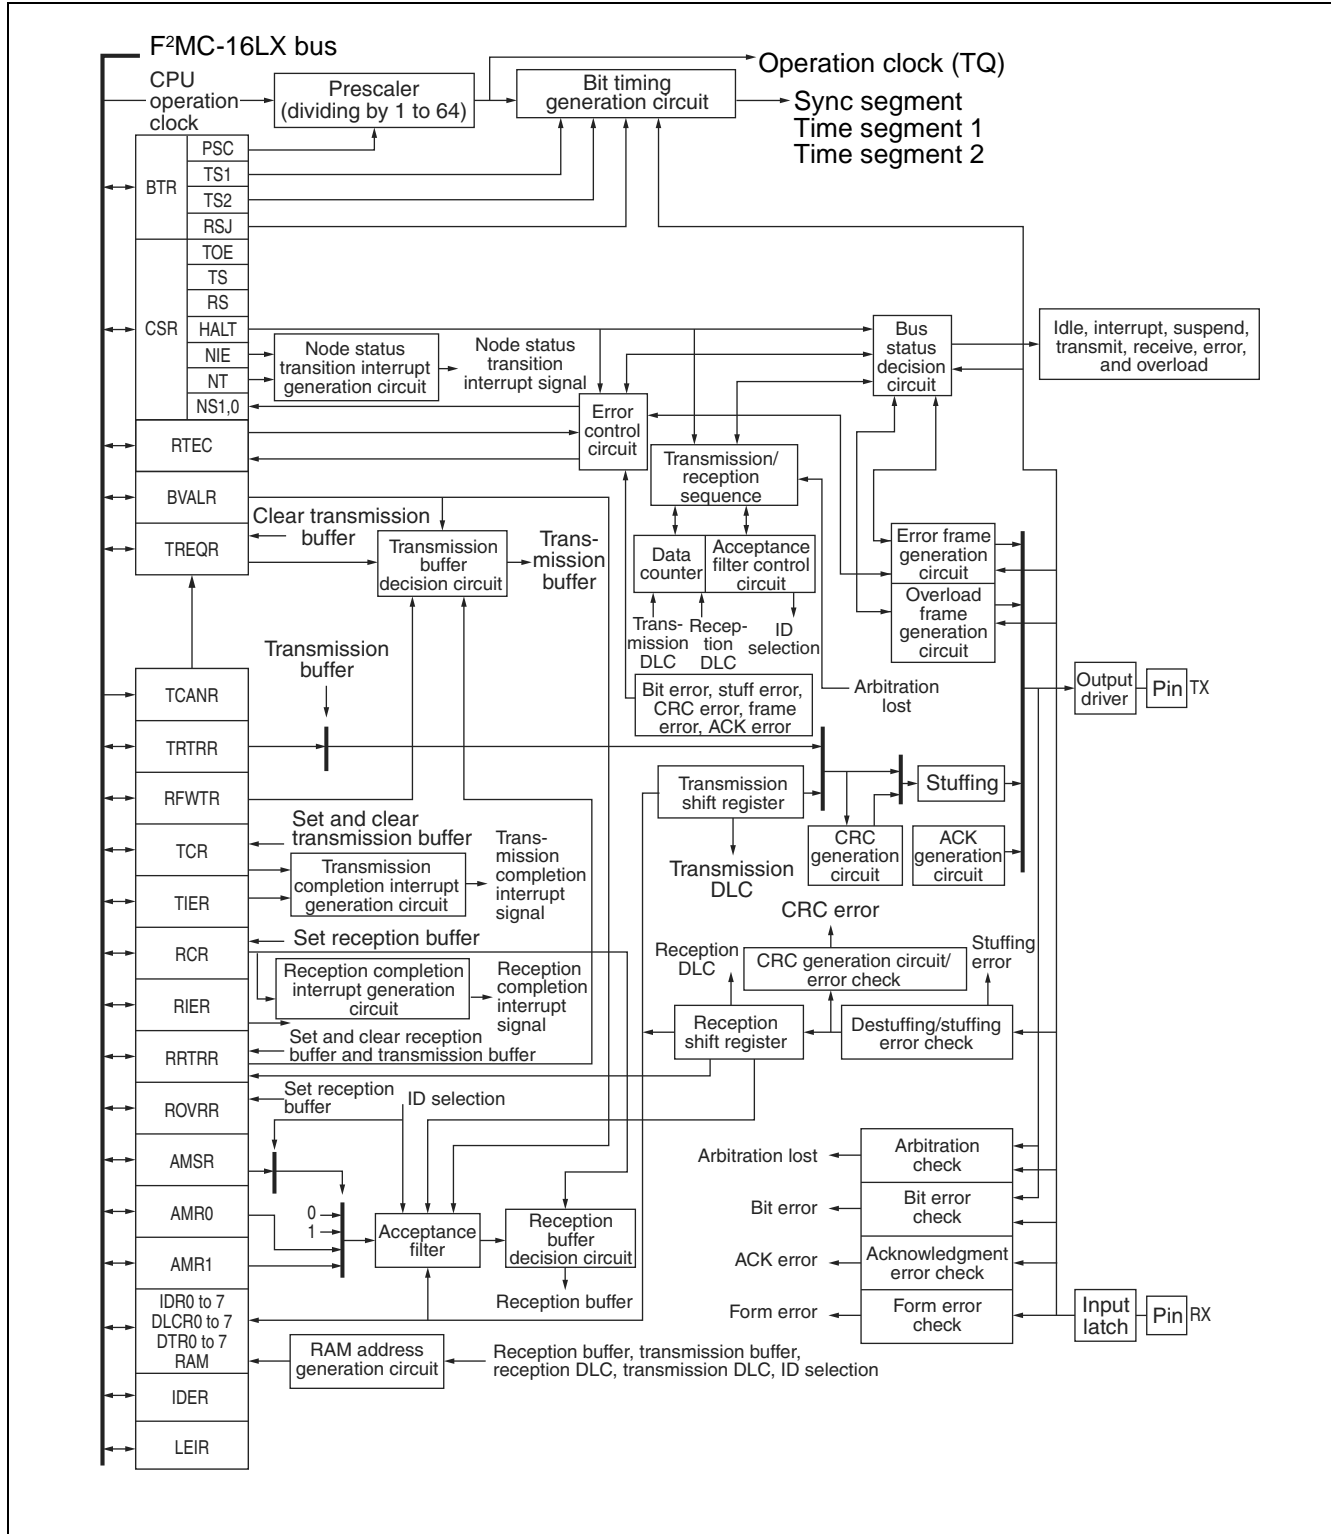 F²MC-16LX bus
CPU
operation
clock
Prescaler
(dividing by 1 to 64)
Bit timing
generation circuit
Operation clock (TQ)
Sync segment
Time segment 1
Time segment 2
BTR
PSC
TS1
TS2
RSJ
CSR
TOE
TS
RS
HALT
NIE
NT
NS1,0
Node status
transition interrupt
generation circuit
Node status
transition
interrupt signal
Bus
status
decision
circuit
Idle, interrupt, suspend,
transmit, receive, error,
and overload
Error
control
circuit
RTEC
Transmission/
reception
sequence
BVALR
Clear transmission
buffer
TREQR
Transmission
buffer
decision circuit
Trans-
mission
buffer
Data
counter
Acceptance
filter control
circuit
Error frame
generation
circuit
Overload
frame
generation
circuit
Trans-
mission
DLC
Recep-
tion
DLC
ID
selection
Transmission
buffer
Bit error, stuff error,
CRC error, frame
error, ACK error
Arbitration
lost
Output
driver
Pin
TX
TCANR
TRTRR
RFWTR
Transmission
shift register
Stuffing
Transmission
DLC
CRC
generation
circuit
ACK
generation
circuit
TCR
Set and clear
transmission buffer
Transmission
completion interrupt
generation circuit
Trans-
mission
completion
interrupt
signal
TIER
RCR
Set reception buffer
Reception completion
interrupt generation
circuit
Reception
completion
interrupt
signal
RIER
CRC error
Reception
DLC
CRC generation circuit/
error check
Stuffing
error
Reception
shift register
Destuffing/stuffing
error check
RRTRR
Set and clear reception
buffer and transmission buffer
ROVRR
Set reception
buffer
ID selection
AMSR
AMR0
0
1
Acceptance
filter
Reception
buffer
decision circuit
Reception buffer
AMR1
Arbitration lost
Arbitration
check
Bit error
Bit error
check
ACK error
Acknowledgment
error check
Form error
Form error
check
Input
latch
Pin
RX
IDR0 to 7
DLCR0 to 7
DTR0 to 7
RAM
RAM address
generation circuit
Reception buffer, transmission buffer,
reception DLC, transmission DLC, ID selection
IDER
LEIR